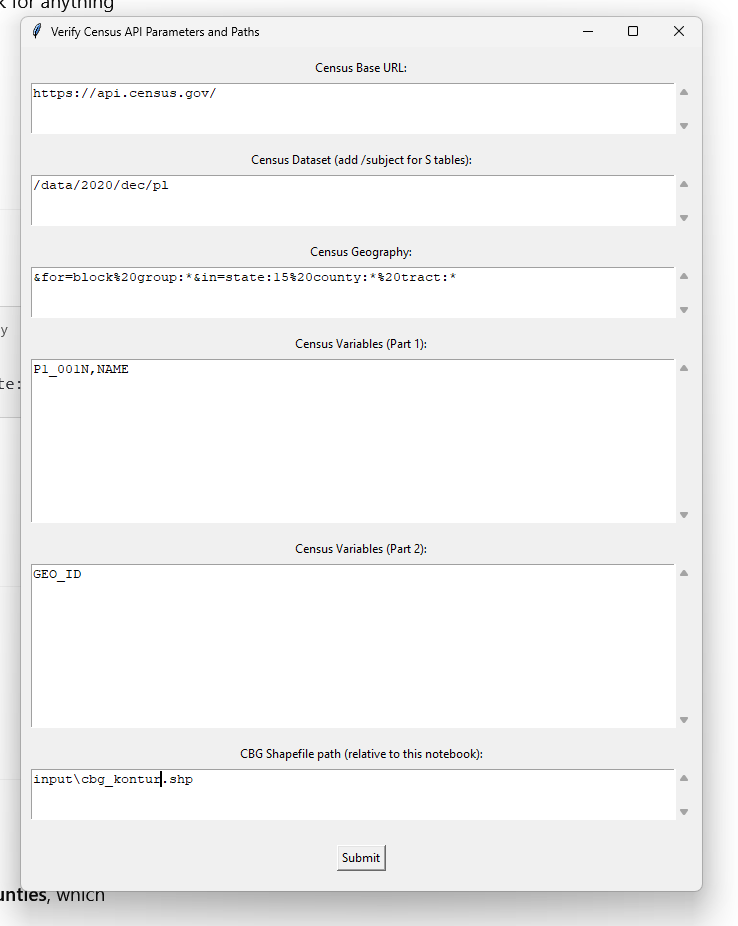 k for anything
Verify Census API Parameters and Paths
Census Base URL:
https://api.census.gov/
Census Dataset (add /subject for S tables):
/data/2020/dec/pl
Census Geography:
&for=block%20group:*&in=state:15%20county:*%20tract:*
y
Census Variables (Part 1):
P1_001N,NAME
te:
Census Variables (Part 2):
GEO_ID
CBG Shapefile path (relative to this notebook):
input\cbg_kontur.shp
Submit
unties, which